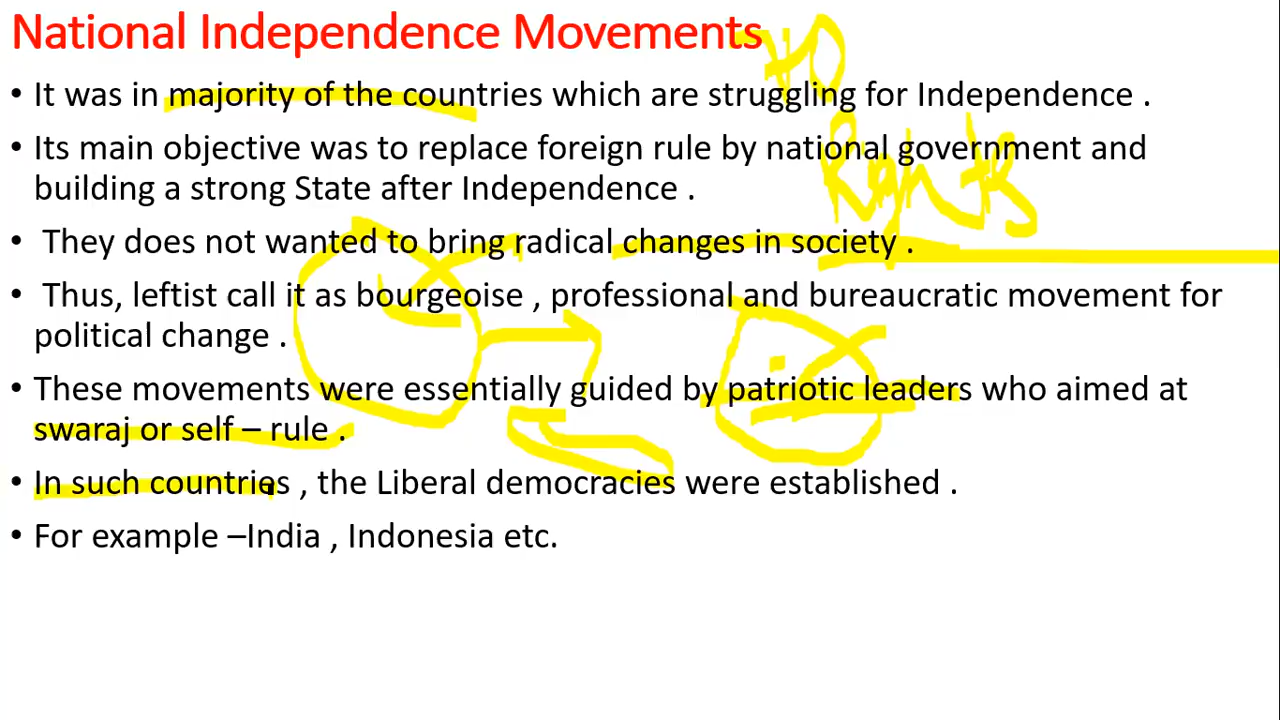 National Independence Movements
• It was in majority of the countries which are struggling for Independence .
• Its main objective was to replace foreign rule by national government and
building a strong State after Independence .
• They does not wanted to bring radical changes in society .
• Thus, leftist call it as bourgeoise , professional and bureaucratic movement for
political change .
• These movements were essentially guided by patriotic leaders who aimed at
swaraj or self – rule .
• In such countries , the Liberal democracies were established .
• For example –India , Indonesia etc.